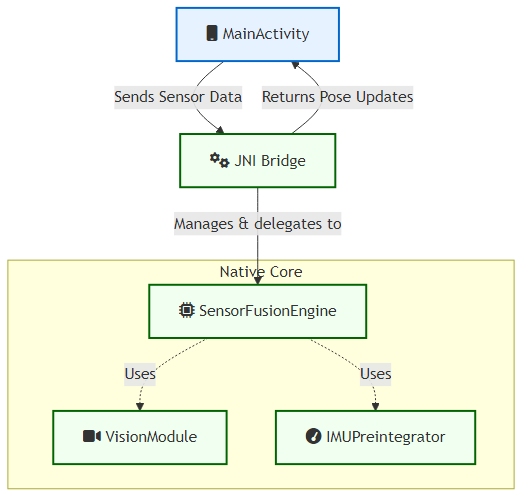 MainActivity
Sends Sensor Data
Returns Pose Updates
JNI Bridge
Manages & delegates to
Native Core
SensorFusionEngine
Uses
Uses
VisionModule
IMUPreintegrator